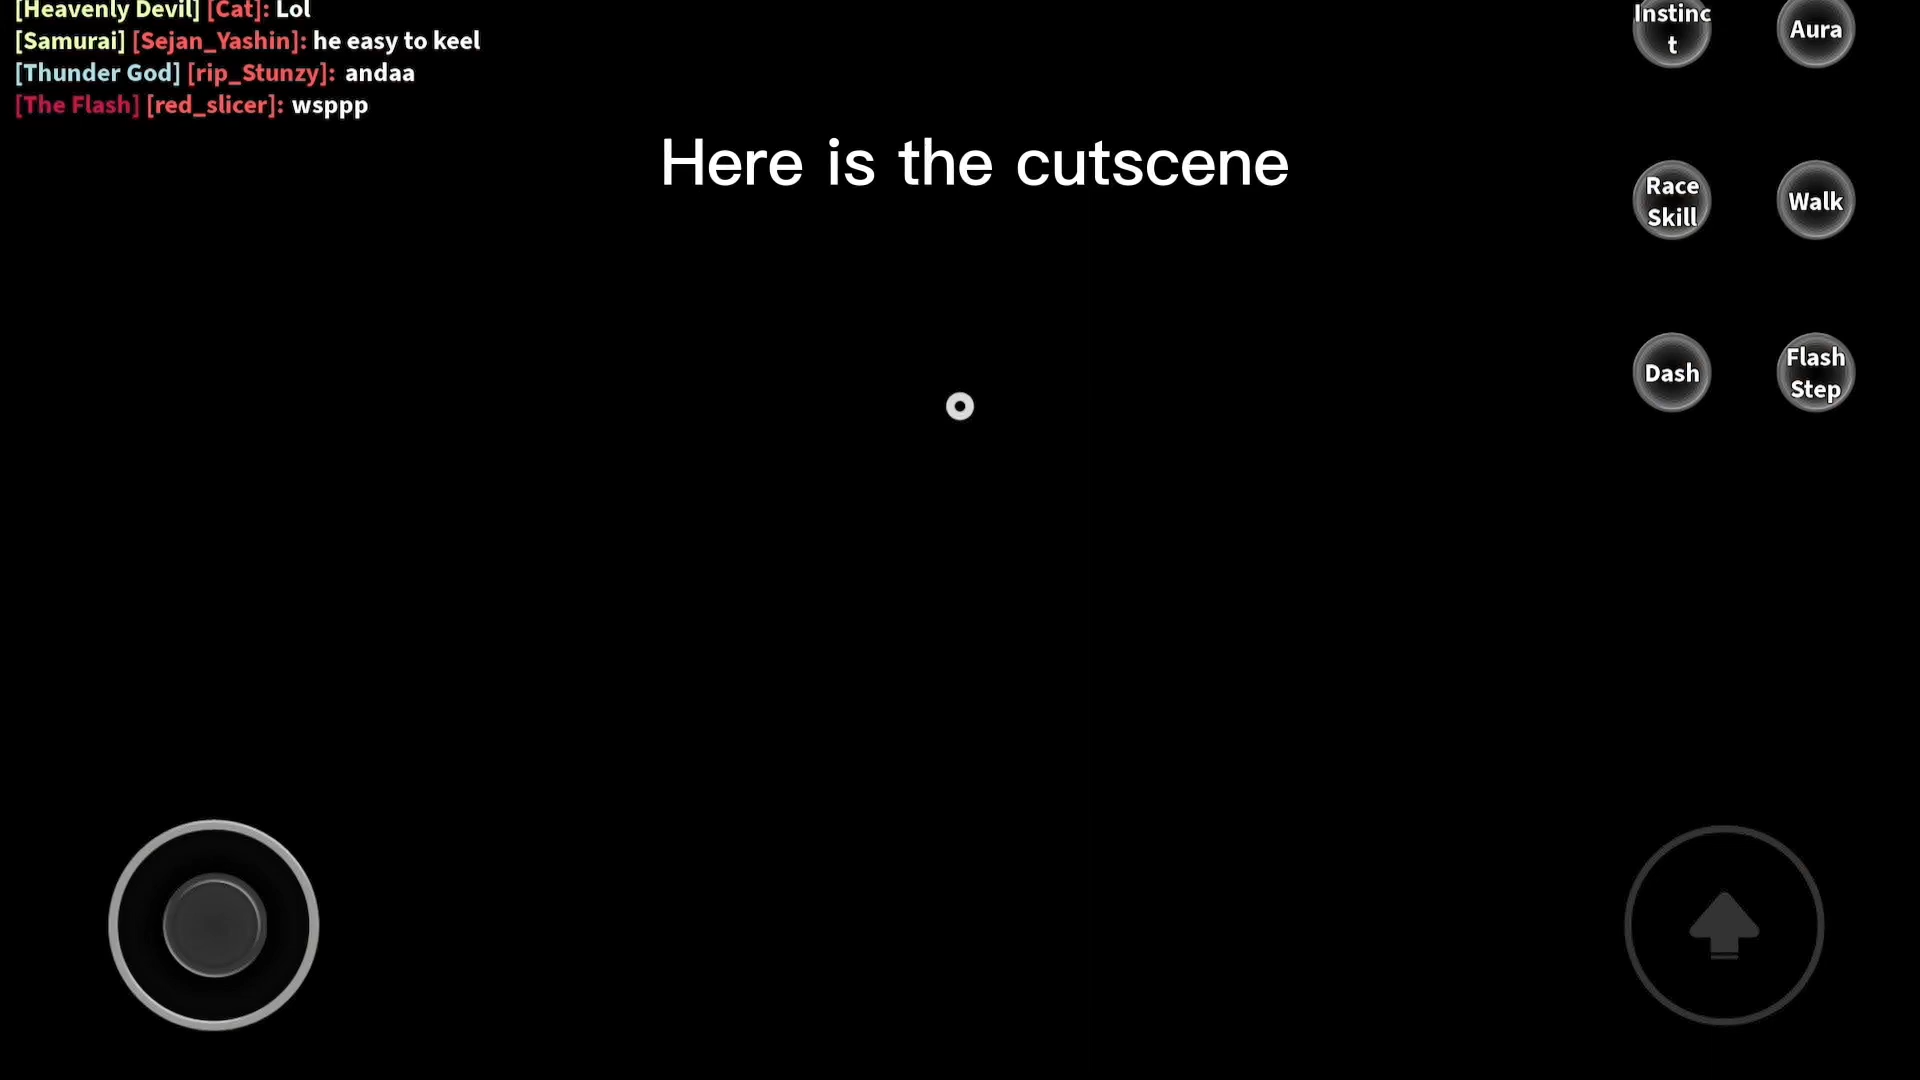 [Heavenly Devil] [Cat]: Lol
[Samurai] [Sejan_Yashin]: he easy to keel
[Thunder God] [rip_Stunzy]: andaa
[The Flash] [red_slicer]: wsppp
Here is the cutscene
Instinc
t
Aura
Race
Skill
Walk
Dash
Flash
Step